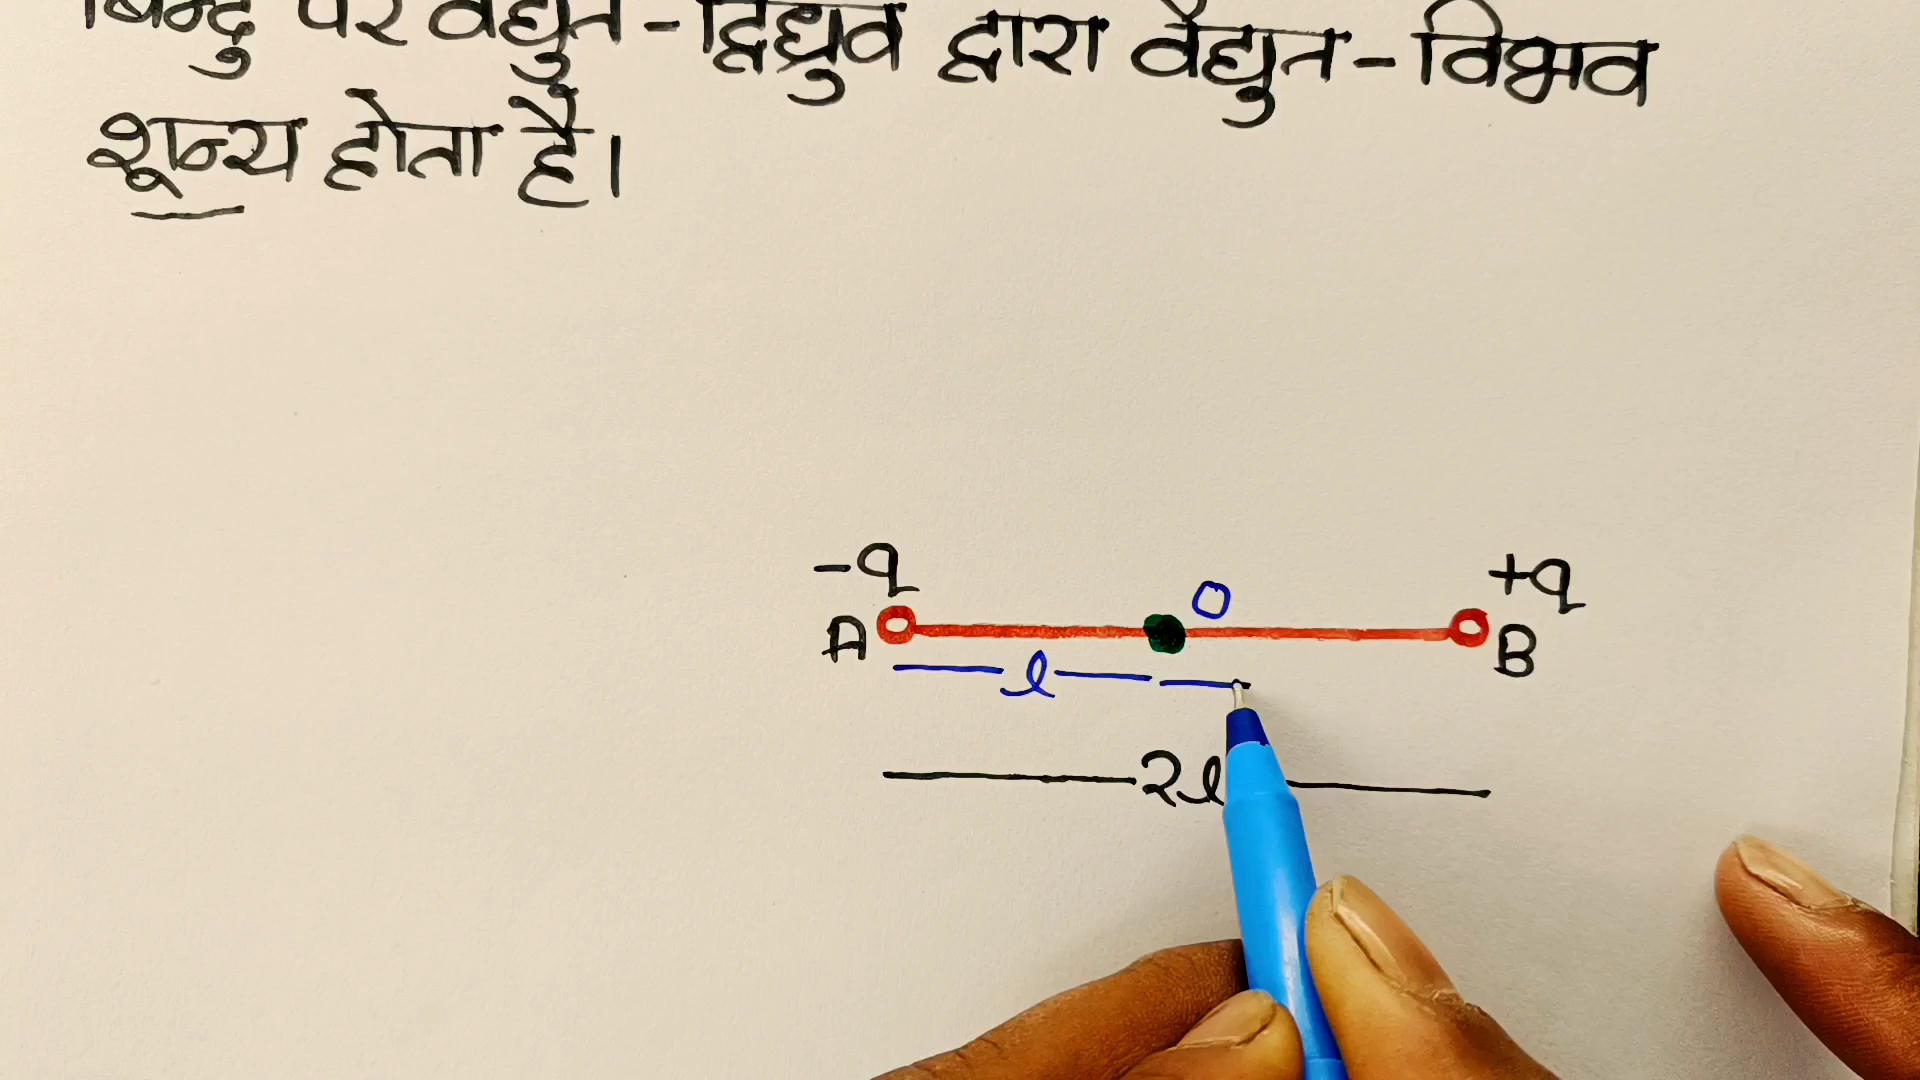 बिन्दु पर वैद्युत-द्विध्रुव द्वारा वैद्युत-विभव
शून्य होता है।
-q +q
O
A B
l
2l